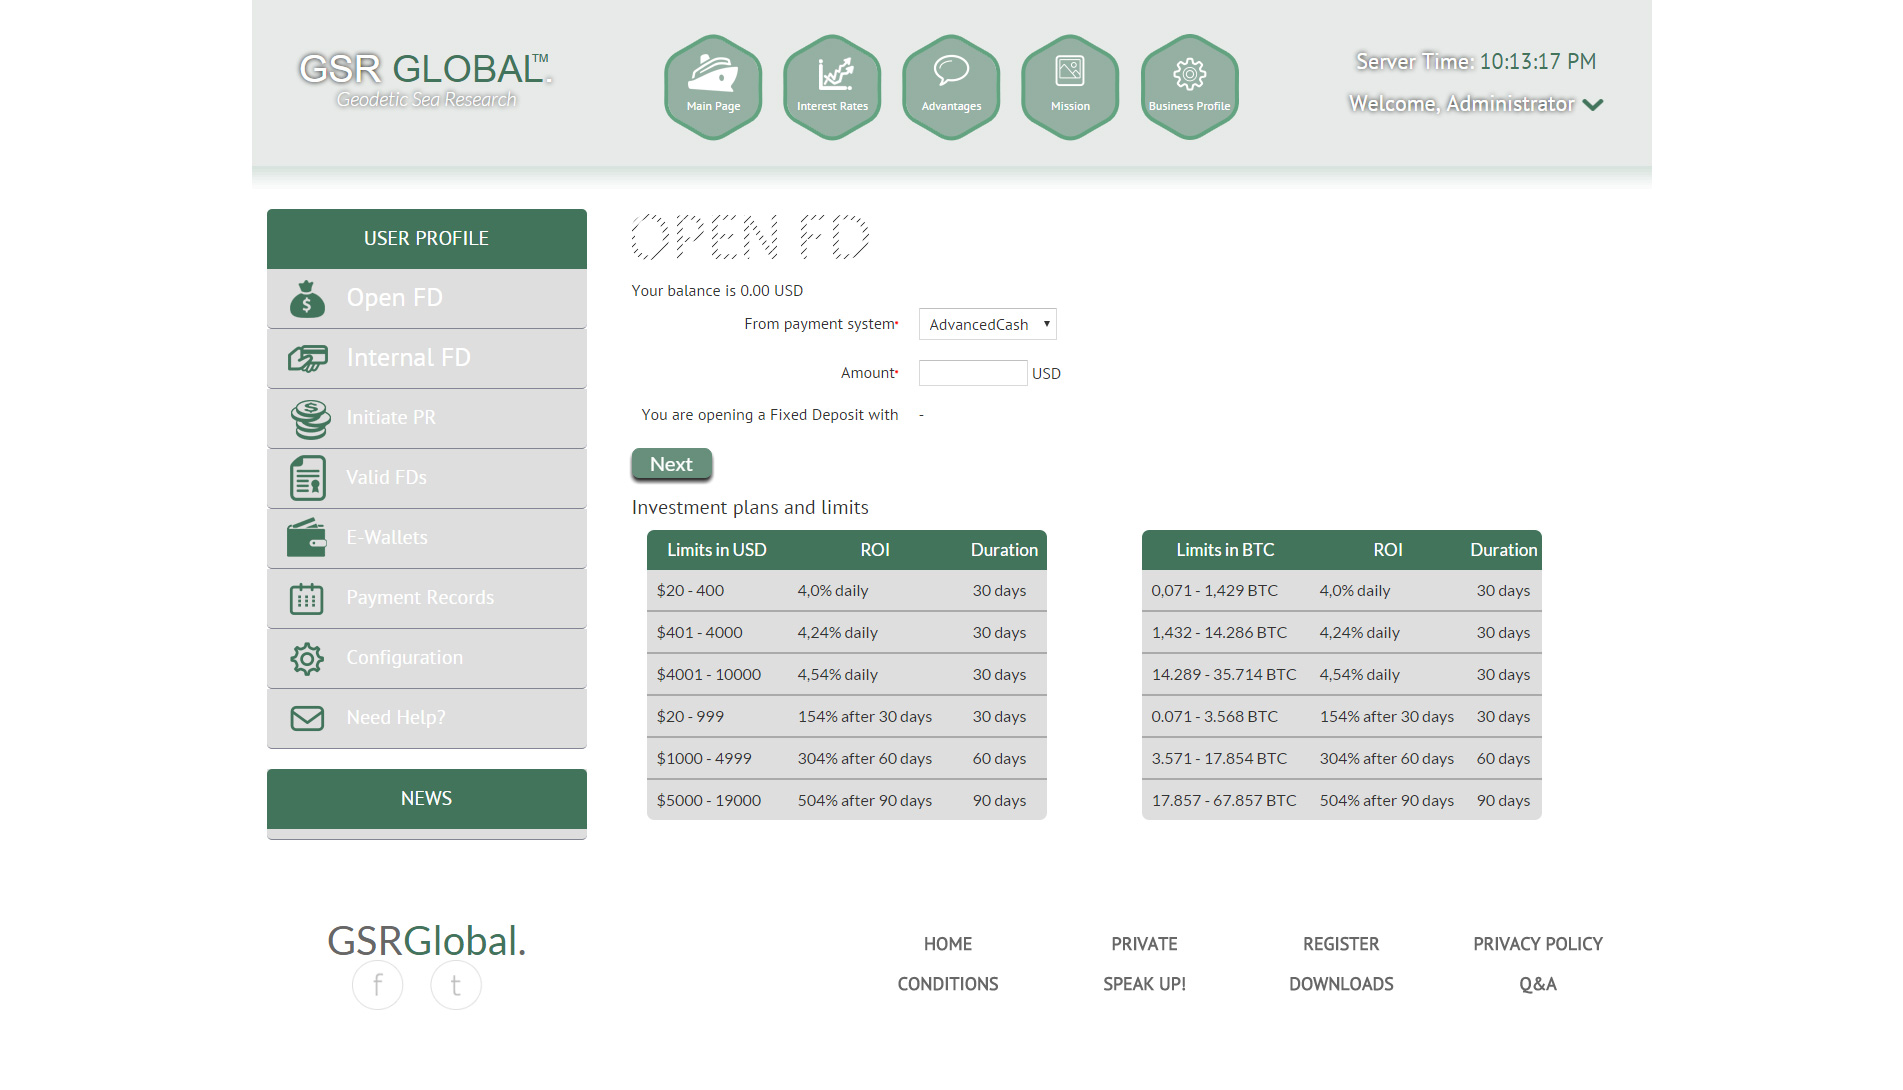 GSR GLOBAL™.
Geodetic Sea Research
Main Page
Interest Rates
Advantages
Mission
Business Profile
Server Time: 10:13:17 PM
Welcome, Administrator
USER PROFILE
Open FD
Internal FD
Initiate PR
Valid FDs
E-Wallets
Payment Records
Configuration
Need Help?
NEWS
OPEN FD
Your balance is 0.00 USD
From payment system* AdvancedCash
Amount* USD
You are opening a Fixed Deposit with -
Next
Investment plans and limits
Limits in USD ROI Duration
$20 - 400 4,0% daily 30 days
$401 - 4000 4,24% daily 30 days
$4001 - 10000 4,54% daily 30 days
$20 - 999 154% after 30 days 30 days
$1000 - 4999 304% after 60 days 60 days
$5000 - 19000 504% after 90 days 90 days
Limits in BTC ROI Duration
0,071 - 1,429 BTC 4,0% daily 30 days
1,432 - 14.286 BTC 4,24% daily 30 days
14.289 - 35.714 BTC 4,54% daily 30 days
0.071 - 3.568 BTC 154% after 30 days 30 days
3.571 - 17.854 BTC 304% after 60 days 60 days
17.857 - 67.857 BTC 504% after 90 days 90 days
GSRGlobal.
f t
HOME PRIVATE REGISTER PRIVACY POLICY
CONDITIONS SPEAK UP! DOWNLOADS Q&A